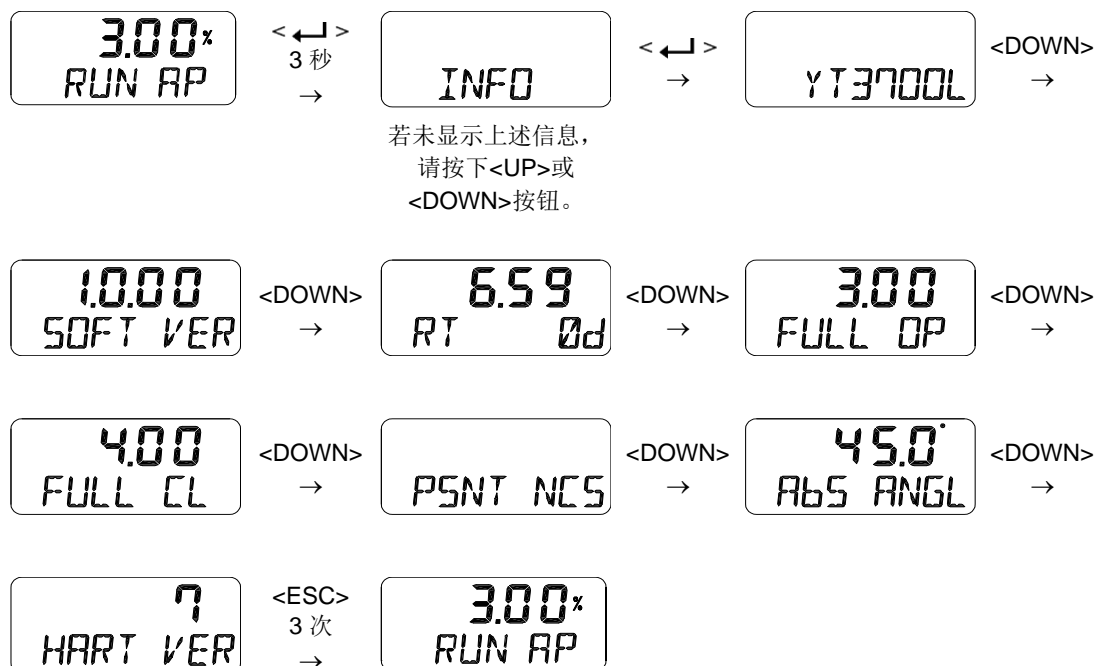 3.00%
RUN AP
<↵>
3 秒
→
INFO
若未显示上述信息，
请按下<UP>或
<DOWN>按钮。
<↵>
→
YT3700L
<DOWN>
→
1.0.00
SOFT VER
<DOWN>
→
6.59
RT 0d
<DOWN>
→
3.00
FULL OP
<DOWN>
→
4.00
FULL CL
<DOWN>
→
PSNT NCS
<DOWN>
→
45.0°
AbS ANGL
<DOWN>
→
7
HART VER
<ESC>
3 次
→
3.00%
RUN AP